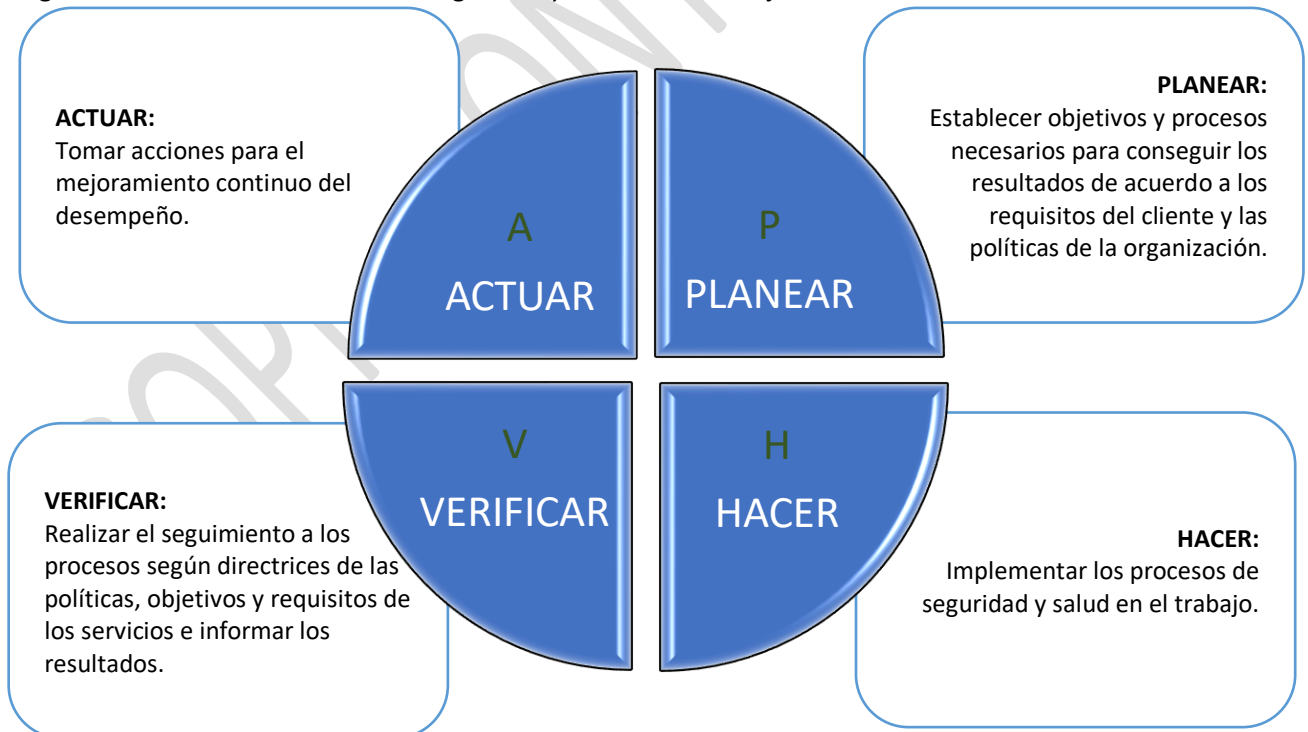 ACTUAR:
Tomar acciones para el
mejoramiento continuo del
desempeño.
PLANEAR:
Establecer objetivos y procesos
necesarios para conseguir los
resultados de acuerdo a los
requisitos del cliente y las
políticas de la organización.
A
ACTUAR
P
PLANEAR
V
VERIFICAR
H
HACER
VERIFICAR:
Realizar el seguimiento a los
procesos según directrices de las
políticas, objetivos y requisitos de
los servicios e informar los
resultados.
HACER:
Implementar los procesos de
seguridad y salud en el trabajo.